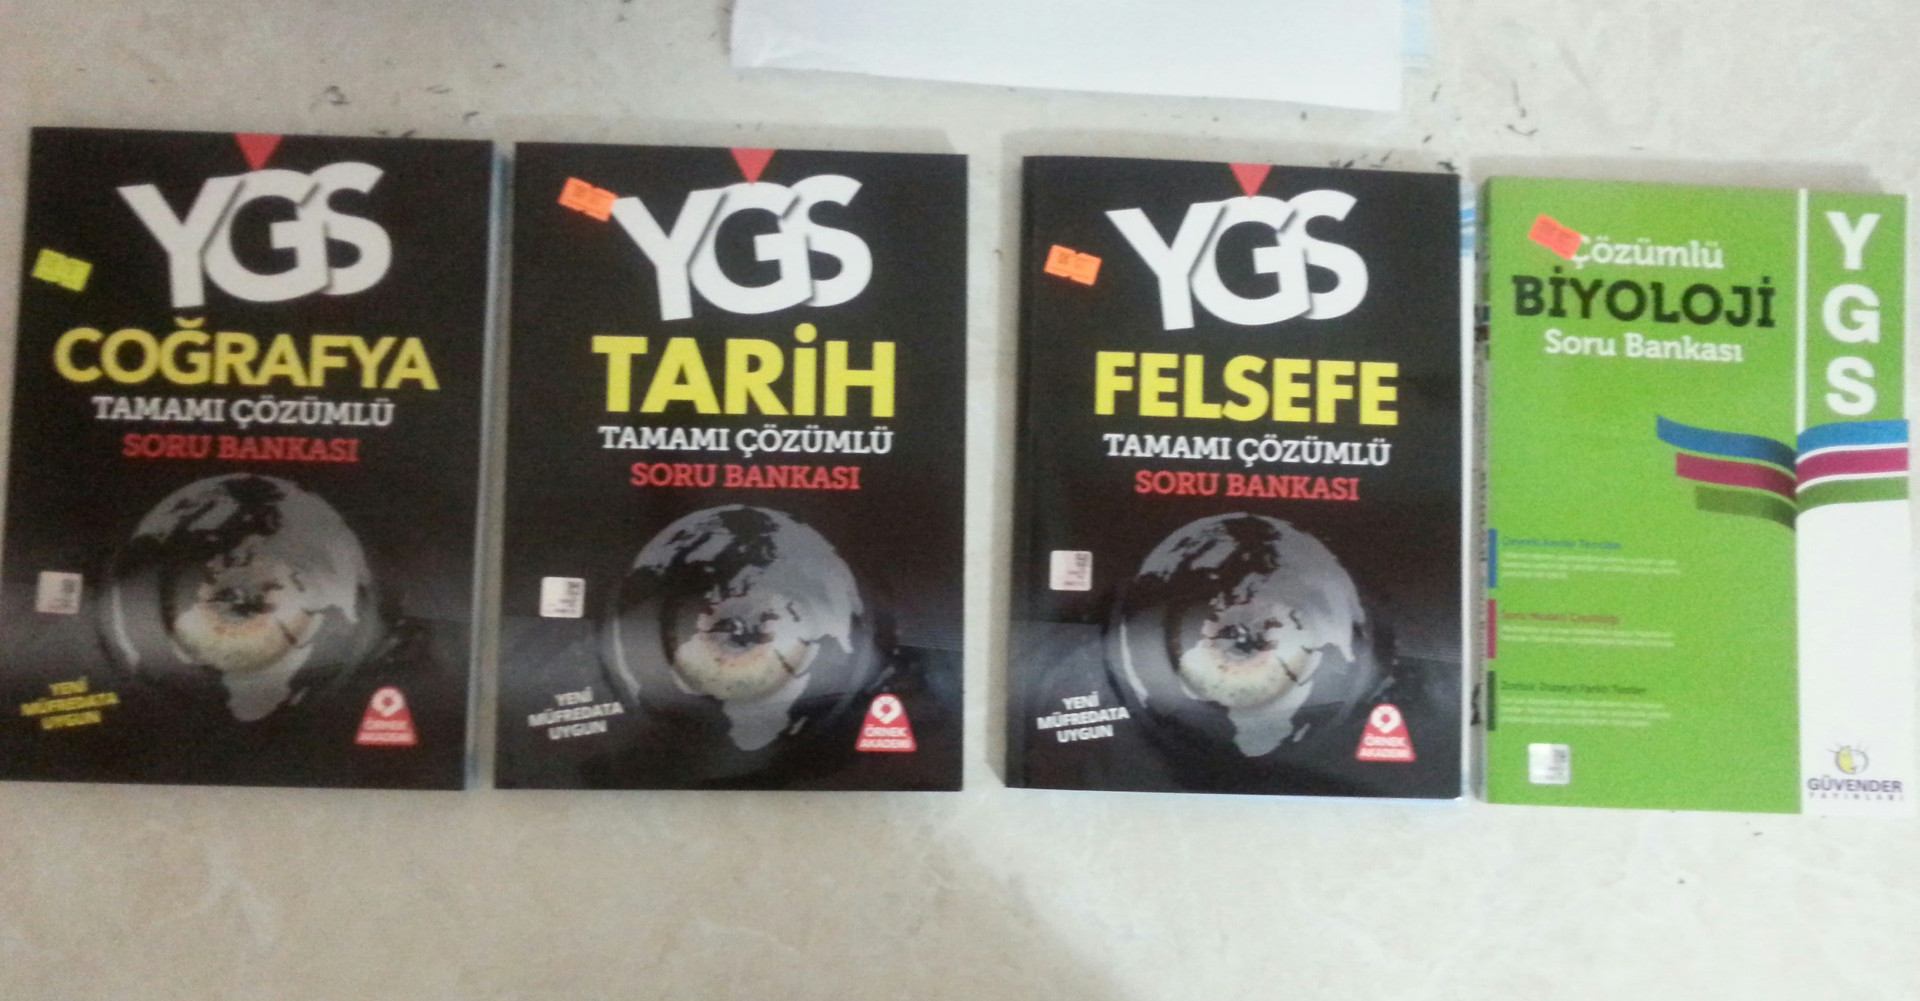 YGS
COĞRAFYA
TAMAMI ÇÖZÜMLÜ
SORU BANKASI
YENİ
MÜFREDATA
UYGUN
ÖRNEK
AKADEMİ
YGS
TARİH
TAMAMI ÇÖZÜMLÜ
SORU BANKASI
YENİ
MÜFREDATA
UYGUN
ÖRNEK
AKADEMİ
YGS
FELSEFE
TAMAMI ÇÖZÜMLÜ
SORU BANKASI
YENİ
MÜFREDATA
UYGUN
ÖRNEK
AKADEMİ
Çözümlü
BİYOLOJİ
Soru Bankası
YGS
GÜVENDER
YAYINLARI